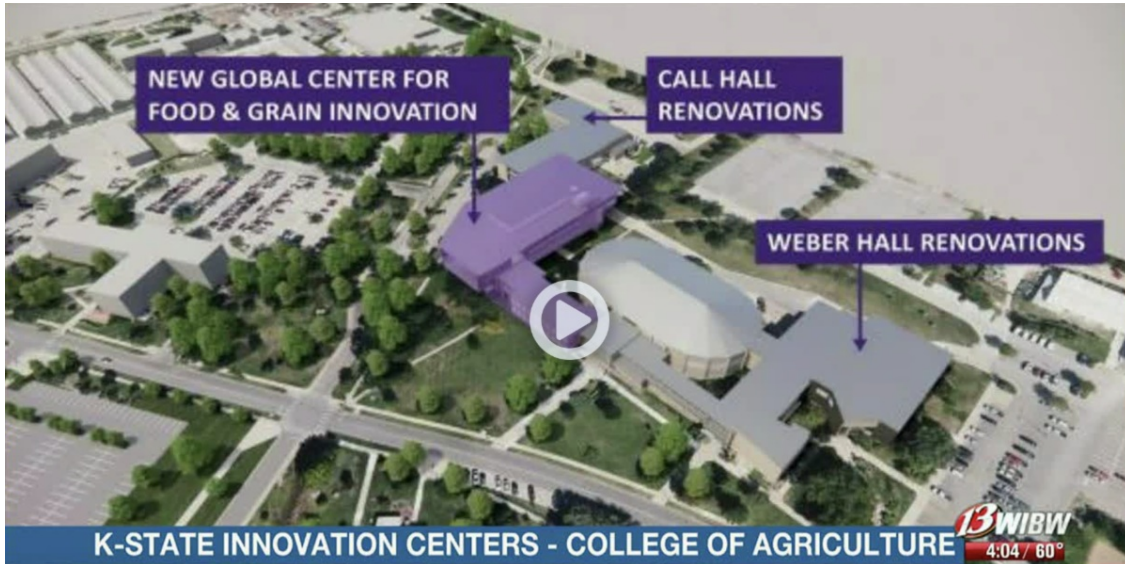 NEW GLOBAL CENTER FOR
FOOD & GRAIN INNOVATION
CALL HALL
RENOVATIONS
WEBER HALL RENOVATIONS
K-STATE INNOVATION CENTERS - COLLEGE OF AGRICULTURE
13 WIBW
4:04 / 60°